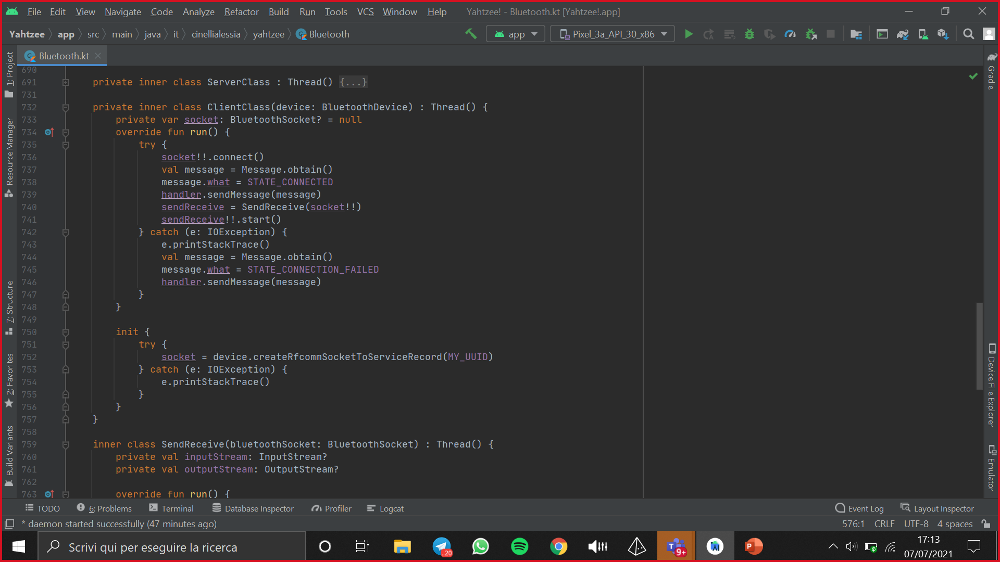 File Edit View Navigate Code Analyze Refactor Build Run Tools VCS Window Help Yahtzee! - Bluetooth.kt [Yahtzee!.app]
Yahtzee app src main java it cinellialessia yahtzee Bluetooth app Pixel_3a_API_30_x86
Bluetooth.kt
1: Project
Resource Manager
7: Structure
2: Favorites
Build Variants
690
691 private inner class ServerClass : Thread() {...}
731
732 private inner class ClientClass(device: BluetoothDevice) : Thread() {
733 private var socket: BluetoothSocket? = null
734 override fun run() {
735 try {
736 socket!!.connect()
737 val message = Message.obtain()
738 message.what = STATE_CONNECTED
739 handler.sendMessage(message)
740 sendReceive = SendReceive(socket!!)
741 sendReceive!!.start()
742 } catch (e: IOException) {
743 e.printStackTrace()
744 val message = Message.obtain()
745 message.what = STATE_CONNECTION_FAILED
746 handler.sendMessage(message)
747 }
748 }
749
750 init {
751 try {
752 socket = device.createRfcommSocketToServiceRecord(MY_UUID)
753 } catch (e: IOException) {
754 e.printStackTrace()
755 }
756 }
757 }
758
759 inner class SendReceive(bluetoothSocket: BluetoothSocket) : Thread() {
760 private val inputStream: InputStream?
761 private val outputStream: OutputStream?
762
763 override fun run() {
Gradle
Device File Explorer
Emulator
TODO 6: Problems Terminal Database Inspector Profiler Logcat Event Log Layout Inspector
* daemon started successfully (47 minutes ago) 576:1 CRLF UTF-8 4 spaces
Scrivi qui per eseguire la ricerca ..20 T 9+ P 17:13
07/07/2021